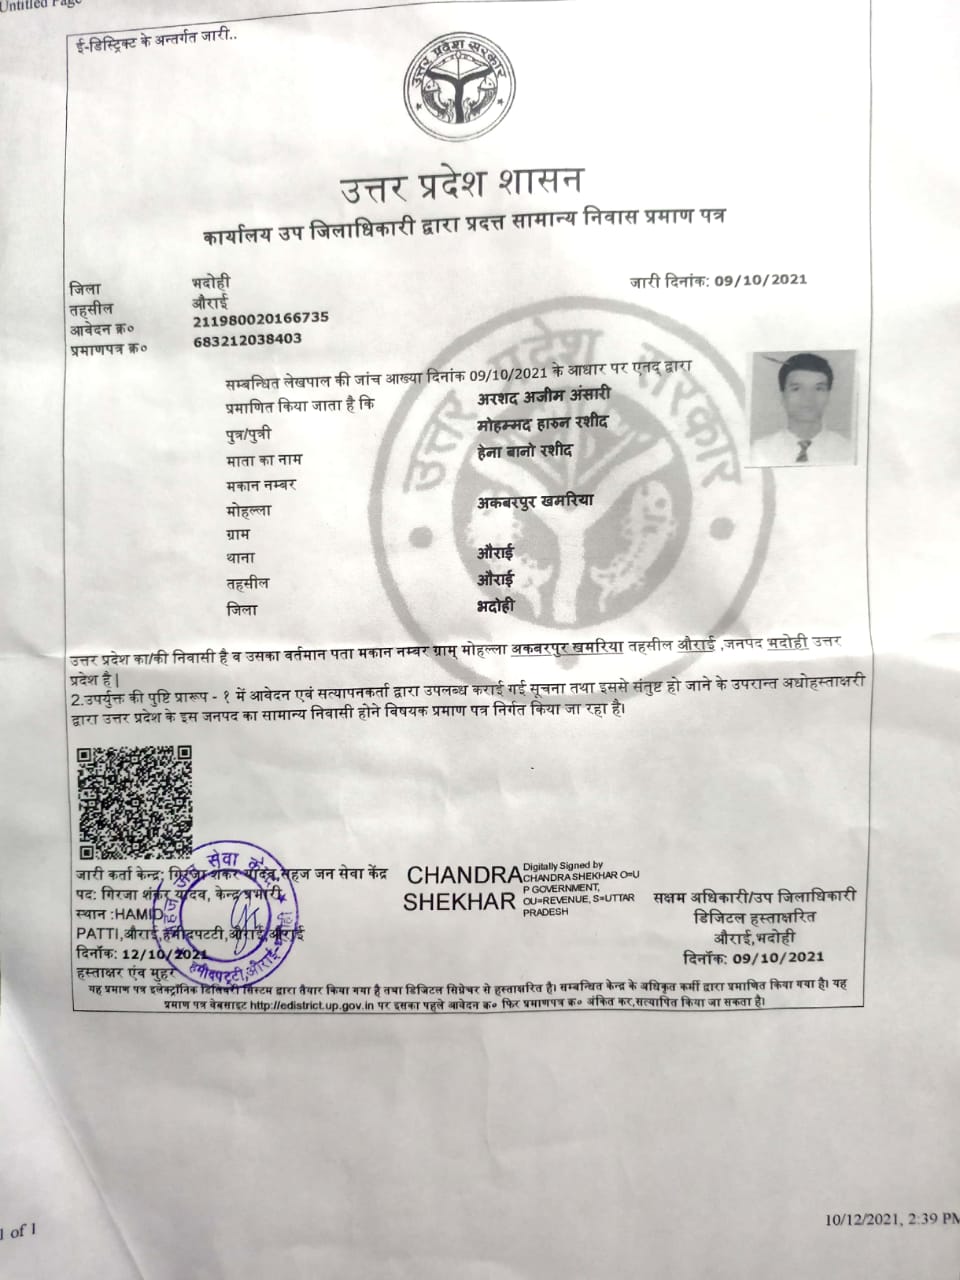 Untitled Page
ई-डिस्ट्रिक्ट के अन्तर्गत जारी..
उत्तर प्रदेश सरकार
उत्तर प्रदेश शासन
कार्यालय उप जिलाधिकारी द्वारा प्रदत्त सामान्य निवास प्रमाण पत्र
जिला भदोही जारी दिनांक: 09/10/2021
तहसील औराई
आवेदन क्र० 211980020166735
प्रमाणपत्र क्र० 683212038403
सम्बन्धित लेखपाल की जांच आख्या दिनांक 09/10/2021 के आधार पर एतद् द्वारा
प्रमाणित किया जाता है कि अरशद अजीम अंसारी
पुत्र/पुत्री मोहम्मद हारुन रशीद
माता का नाम हेना बानो रशीद
मकान नम्बर
मोहल्ला अकबरपुर खमरिया
ग्राम
थाना औराई
तहसील औराई
जिला भदोही
उत्तर प्रदेश सरकार
उत्तर प्रदेश का/की निवासी है व उसका वर्तमान पता मकान नम्बर ग्राम् मोहल्ला अकबरपुर खमरिया तहसील औराई ,जनपद भदोही उत्तर
प्रदेश है |
2.उपर्युक्त की पुष्टि प्रारूप - १ में आवेदन एवं सत्यापनकर्ता द्वारा उपलब्ध कराई गई सूचना तथा इससे संतुष्ट हो जाने के उपरान्त अधोहस्ताक्षरी
द्वारा उत्तर प्रदेश के इस जनपद का सामान्य निवासी होने विषयक प्रमाण पत्र निर्गत किया जा रहा है।
जारी कर्ता केन्द्र: गिरजा शंकर यादव,सहज जन सेवा केंद्र
पद: गिरजा शंकर यादव, केन्द्र प्रभारी
स्थान :HAMID
PATTI,औराई,हमीदपटटी,औराई,औराई
दिनाँक: 12/10/2021
हस्ताक्षर एंव मुहर
सहज जन सेवा केन्द्र
हमीदपट्टी,औराई-भदोही
CHANDRA
SHEKHAR
Digitally Signed by
CHANDRA SHEKHAR O=U
P GOVERNMENT,
OU=REVENUE, S=UTTAR
PRADESH
सक्षम अधिकारी/उप जिलाधिकारी
डिजिटल हस्ताक्षरित
औराई,भदोही
दिनाँक: 09/10/2021
यह प्रमाण पत्र इलेक्ट्रानिक डिलिवरी सिस्टम द्वारा तैयार किया गया है तथा डिजिटल सिग्नेचर से हस्ताक्षरित है। सम्बन्धित केन्द्र के अधिकृत कर्मी द्वारा प्रमाणित किया गया है। यह
प्रमाण पत्र वेबसाइट http://edistrict.up.gov.in पर इसका पहले आवेदन क० फिर प्रमाणपत्र क० अंकित कर,सत्यापित किया जा सकता है।
1 of 1 10/12/2021, 2:39 PM